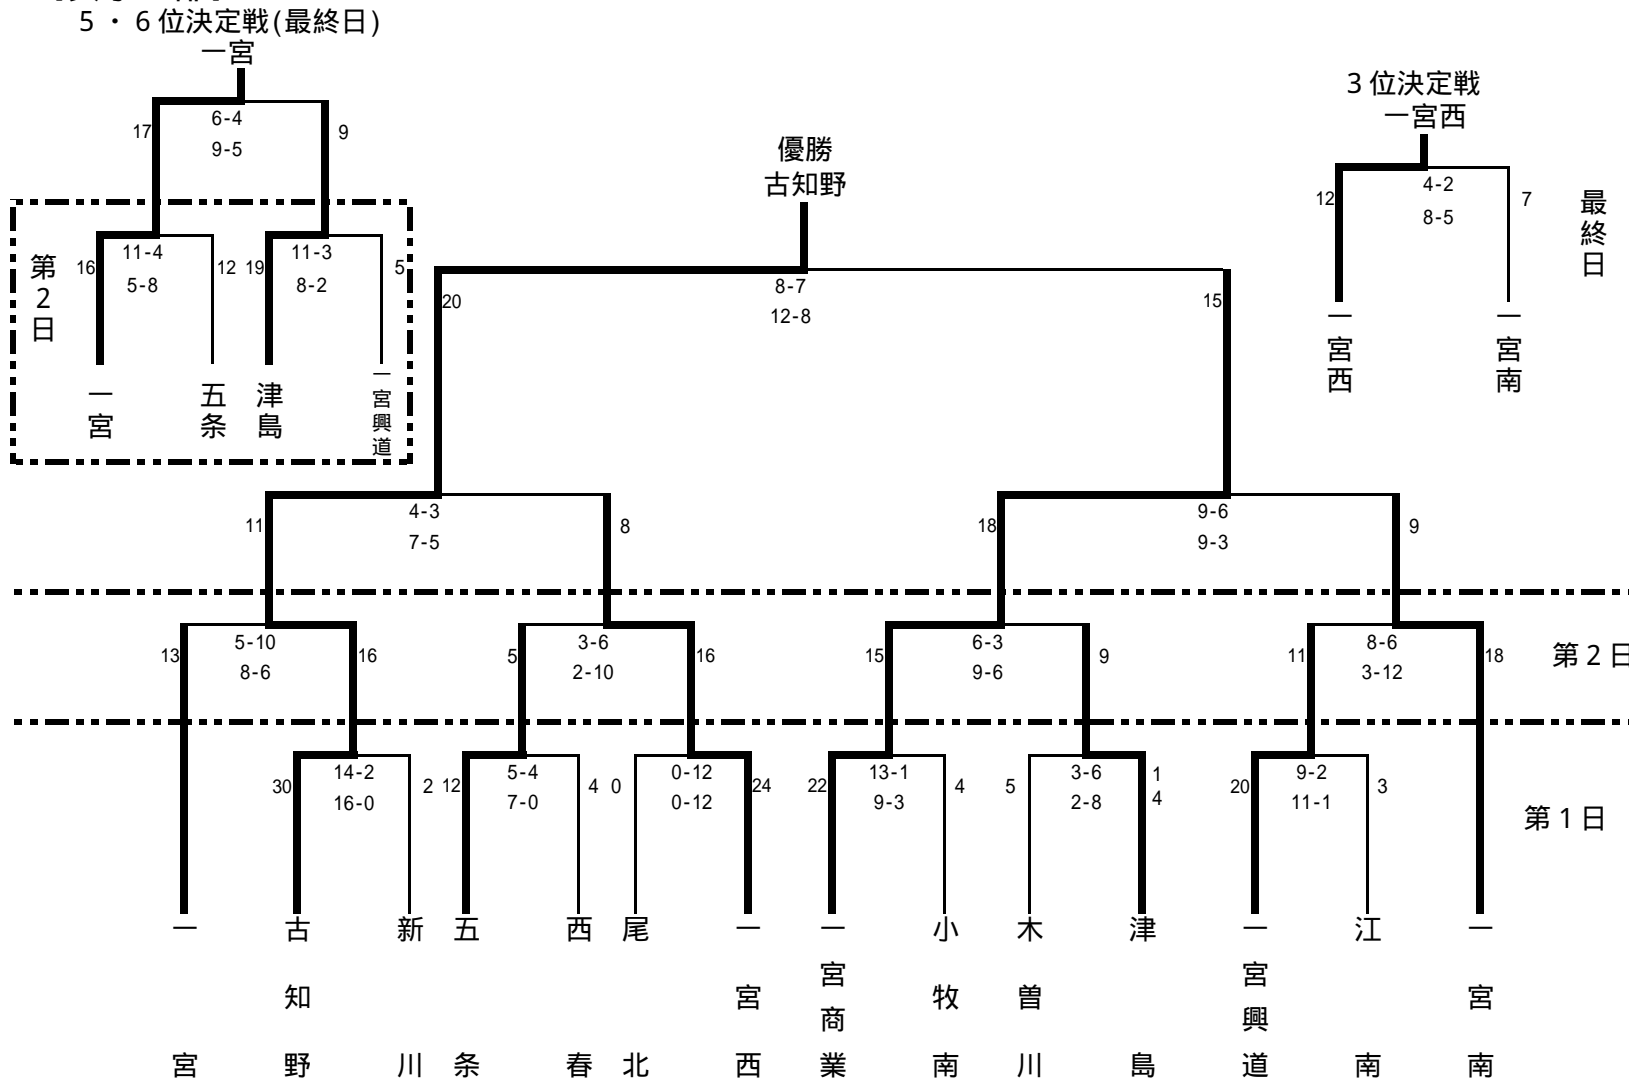 5・6位決定戦(最終日)
一宮
3位決定戦
一宮西
17
6-4
9-5
9
優勝
古知野
12
4-2
8-5
7
最終日
第2日
16
11-4
5-8
12
19
11-3
8-2
5
20
8-7
12-8
15
一宮西
一宮南
一宮
五条
津島
一宮興道
11
4-3
7-5
8
18
9-6
9-3
9
13
5-10
8-6
16
5
3-6
2-10
16
15
6-3
9-6
9
11
8-6
3-12
18
第2日
30
14-2
16-0
2
12
5-4
7-0
4
0
0-12
0-12
24
22
13-1
9-3
4
5
3-6
2-8
14
20
9-2
11-1
3
第1日
一宮
古知野
新川
五条
西春
尾北
一宮西
一宮商業
小牧南
木曽川
津島
一宮興道
江南
一宮南